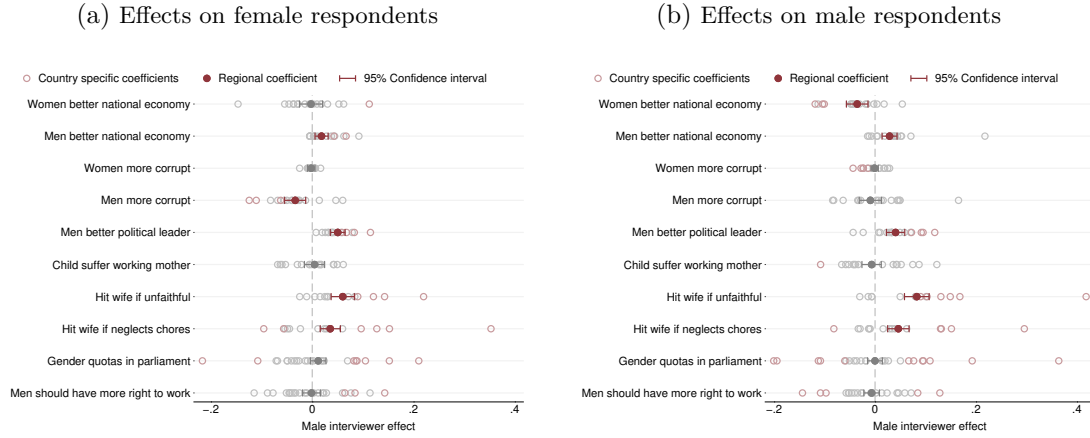 (a) Effects on female respondents
Country specific coefficients Regional coefficient 95% Confidence interval
Women better national economy
Men better national economy
Women more corrupt
Men more corrupt
Men better political leader
Child suffer working mother
Hit wife if unfaithful
Hit wife if neglects chores
Gender quotas in parliament
Men should have more right to work
-.2 0 .2 .4
Male interviewer effect
(b) Effects on male respondents
Country specific coefficients Regional coefficient 95% Confidence interval
Women better national economy
Men better national economy
Women more corrupt
Men more corrupt
Men better political leader
Child suffer working mother
Hit wife if unfaithful
Hit wife if neglects chores
Gender quotas in parliament
Men should have more right to work
-.2 0 .2 .4
Male interviewer effect